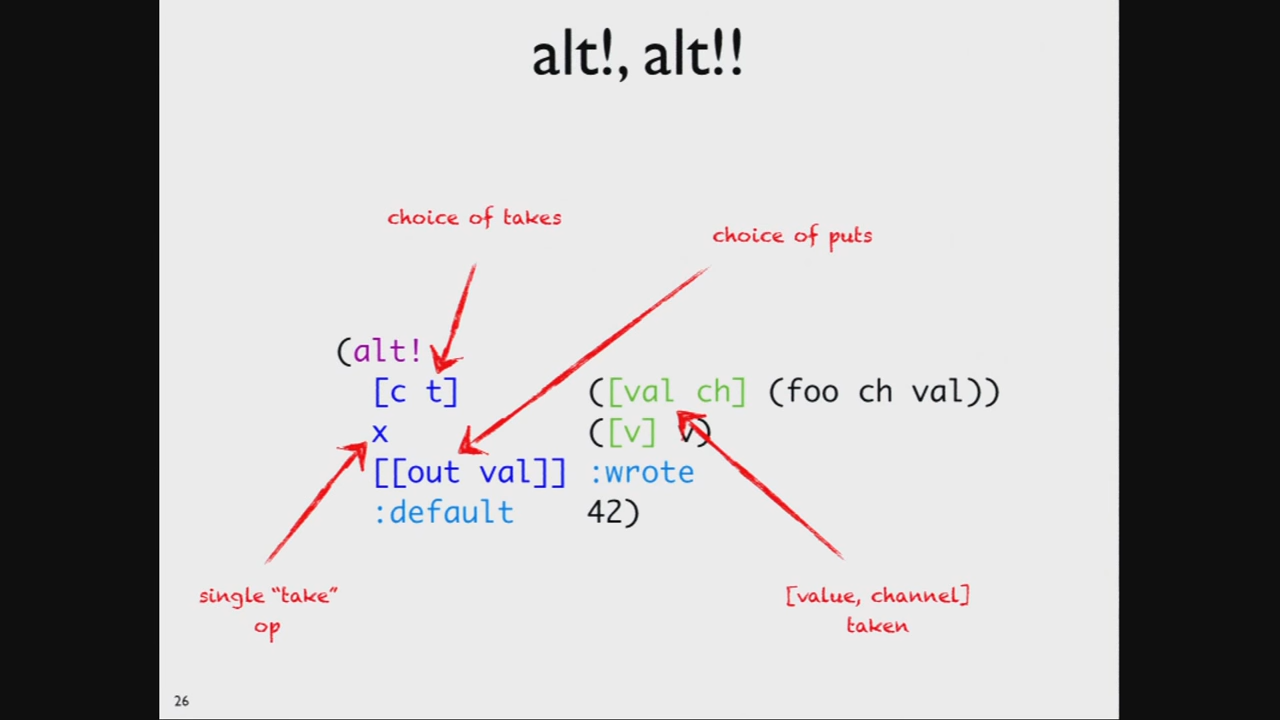 alt!, alt!!
choice of takes
choice of puts
(alt!
[c t] ([val ch] (foo ch val))
x ([v] v)
[[out val]] :wrote
:default 42)
single “take”
op
[value, channel]
taken
26